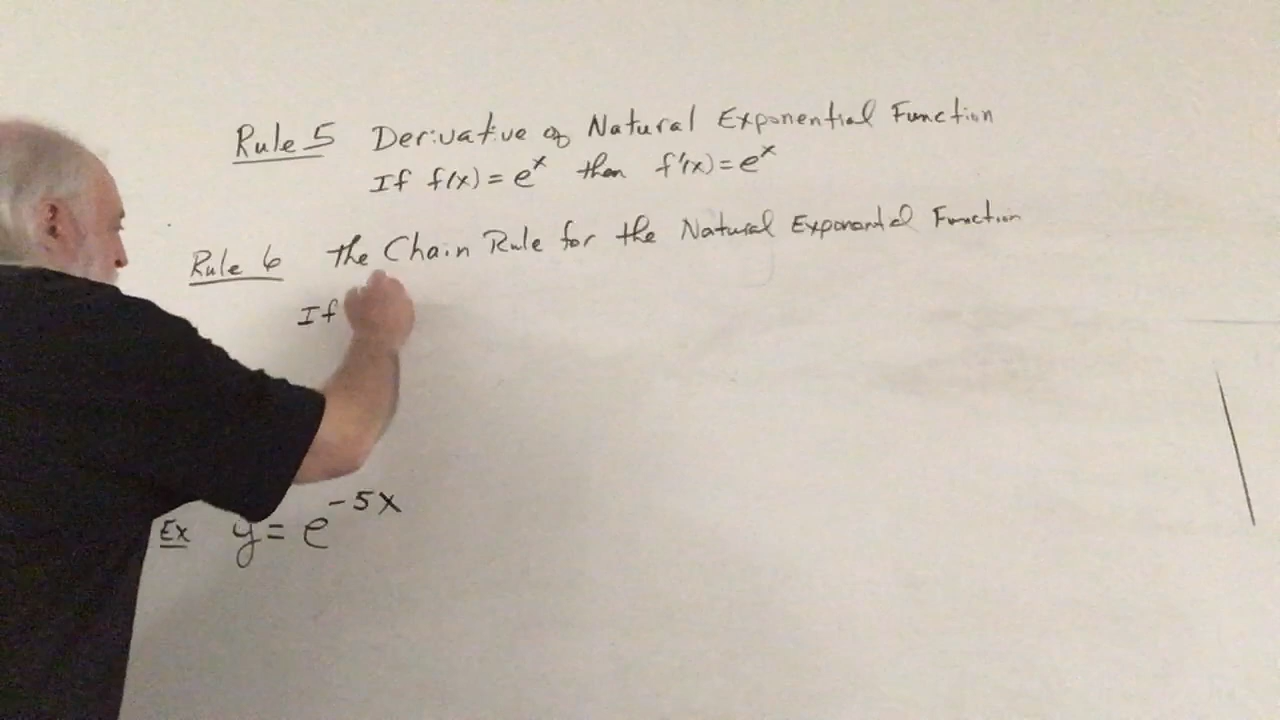 Rule 5 Derivative of Natural Exponential Function
If f(x) = e^x then f'(x) = e^x
Rule 6 The Chain Rule for the Natural Exponential Function
If
Ex y = e^-5x